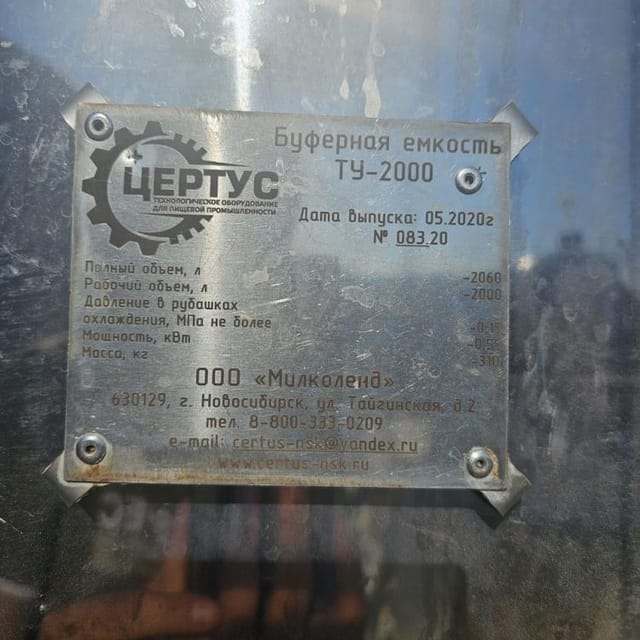 ЦЕРТУС
ТЕХНОЛОГИЧЕСКОЕ ОБОРУДОВАНИЕ
ДЛЯ ПИЩЕВОЙ ПРОМЫШЛЕННОСТИ
Буферная емкость
ТУ-2000
Дата выпуска: 05.2020г
№ 083.20
Полный объем, л -2060
Рабочий объем, л -2000
Давление в рубашках
охлаждения, МПа не более
Мощность, кВт
Масса, кг -310
ООО «Милколенд»
630129, г. Новосибирск, ул. Тайгинская, д.2
тел. 8-800-333-0209
e-mail: certus-nsk@yandex.ru
www.certus-nsk.ru